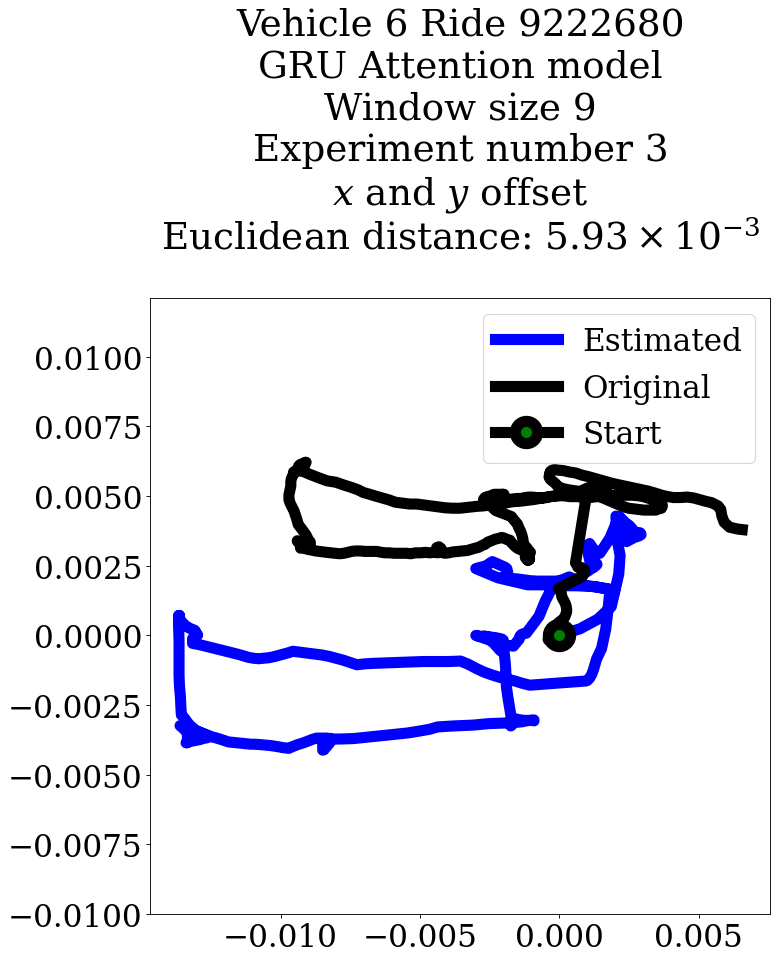 Vehicle 6 Ride 9222680
GRU Attention model
Window size 9
Experiment number 3
x and y offset
Euclidean distance: 5.93 × 10⁻³
Estimated
Original
Start
0.0100
0.0075
0.0050
0.0025
0.0000
−0.0025
−0.0050
−0.0075
−0.0100
−0.010 −0.005 0.000 0.005